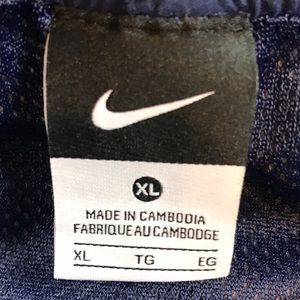 XL
MADE IN CAMBODIA
FABRIQUE AU CAMBODGE
XL TG EG